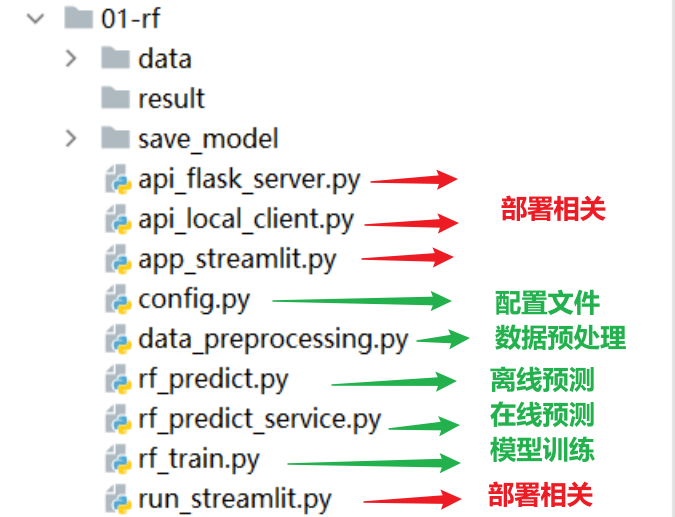 01-rf
data
result
save_model
api_flask_server.py
api_local_client.py
部署相关
app_streamlit.py
config.py 配置文件
data_preprocessing.py 数据预处理
rf_predict.py 离线预测
rf_predict_service.py 在线预测
rf_train.py 模型训练
run_streamlit.py 部署相关